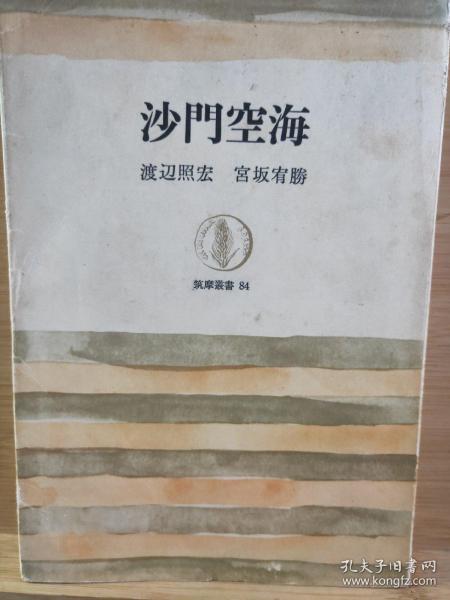 沙門空海
渡辺照宏 宮坂宥勝
筑摩叢書 84
孔夫子旧书网
www.kongfz.com